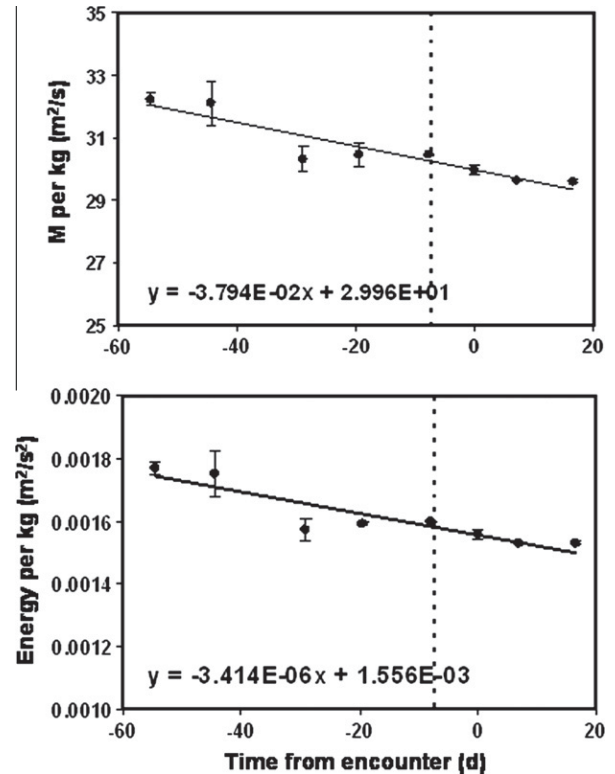 35
33
31
29
27
25
M per kg (m²/s)
y = -3.794E-02x + 2.996E+01
-60 -40 -20 0 20
0.0020
0.0018
0.0016
0.0014
0.0012
0.0010
Energy per kg (m²/s²)
y = -3.414E-06x + 1.556E-03
-60 -40 -20 0 20
Time from encounter (d)